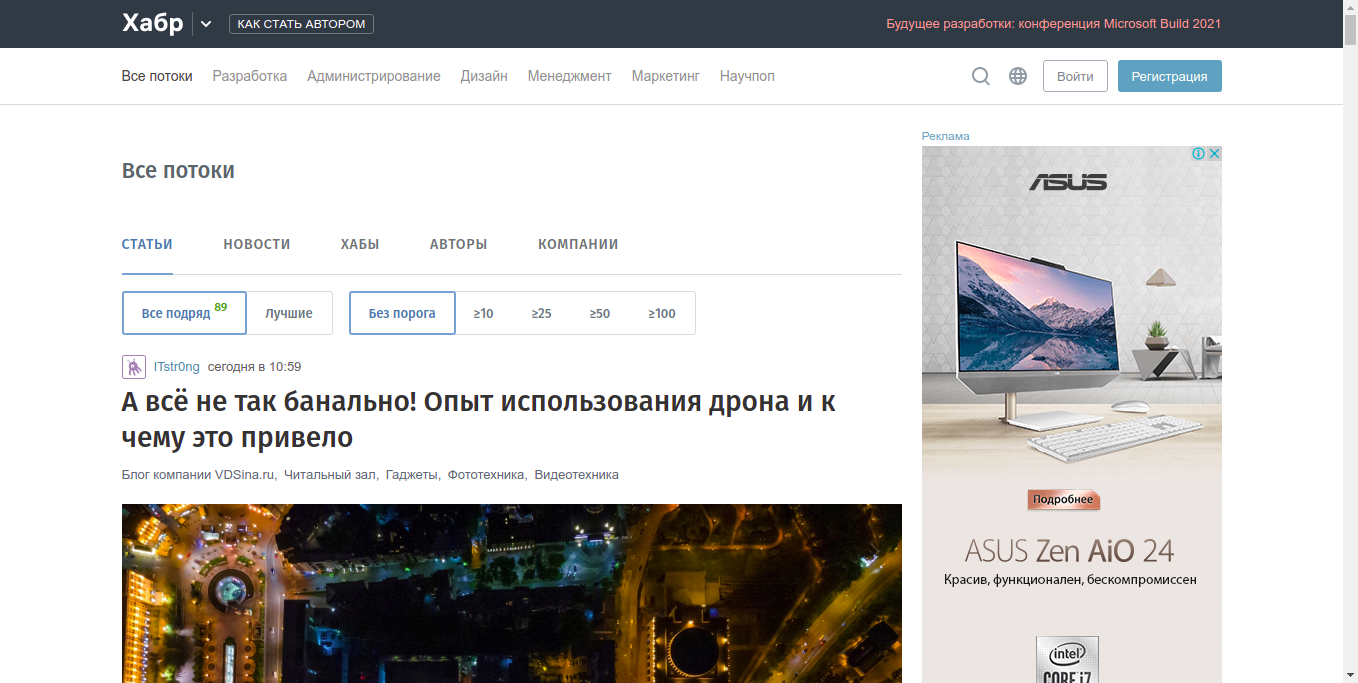 Хабр
КАК СТАТЬ АВТОРОМ
Будущее разработки: конференция Microsoft Build 2021
Все потоки Разработка Администрирование Дизайн Менеджмент Маркетинг Научпоп
Войти Регистрация
Реклама
Все потоки
СТАТЬИ НОВОСТИ ХАБЫ АВТОРЫ КОМПАНИИ
Все подряд 89 Лучшие Без порога ≥10 ≥25 ≥50 ≥100
ITstr0ng сегодня в 10:59
А всё не так банально! Опыт использования дрона и к
чему это привело
Блог компании VDSina.ru, Читальный зал, Гаджеты, Фототехника, Видеотехника
ASUS
Подробнее
ASUS Zen AiO 24
Красив, функционален, бескомпромиссен
intel
CORE i7